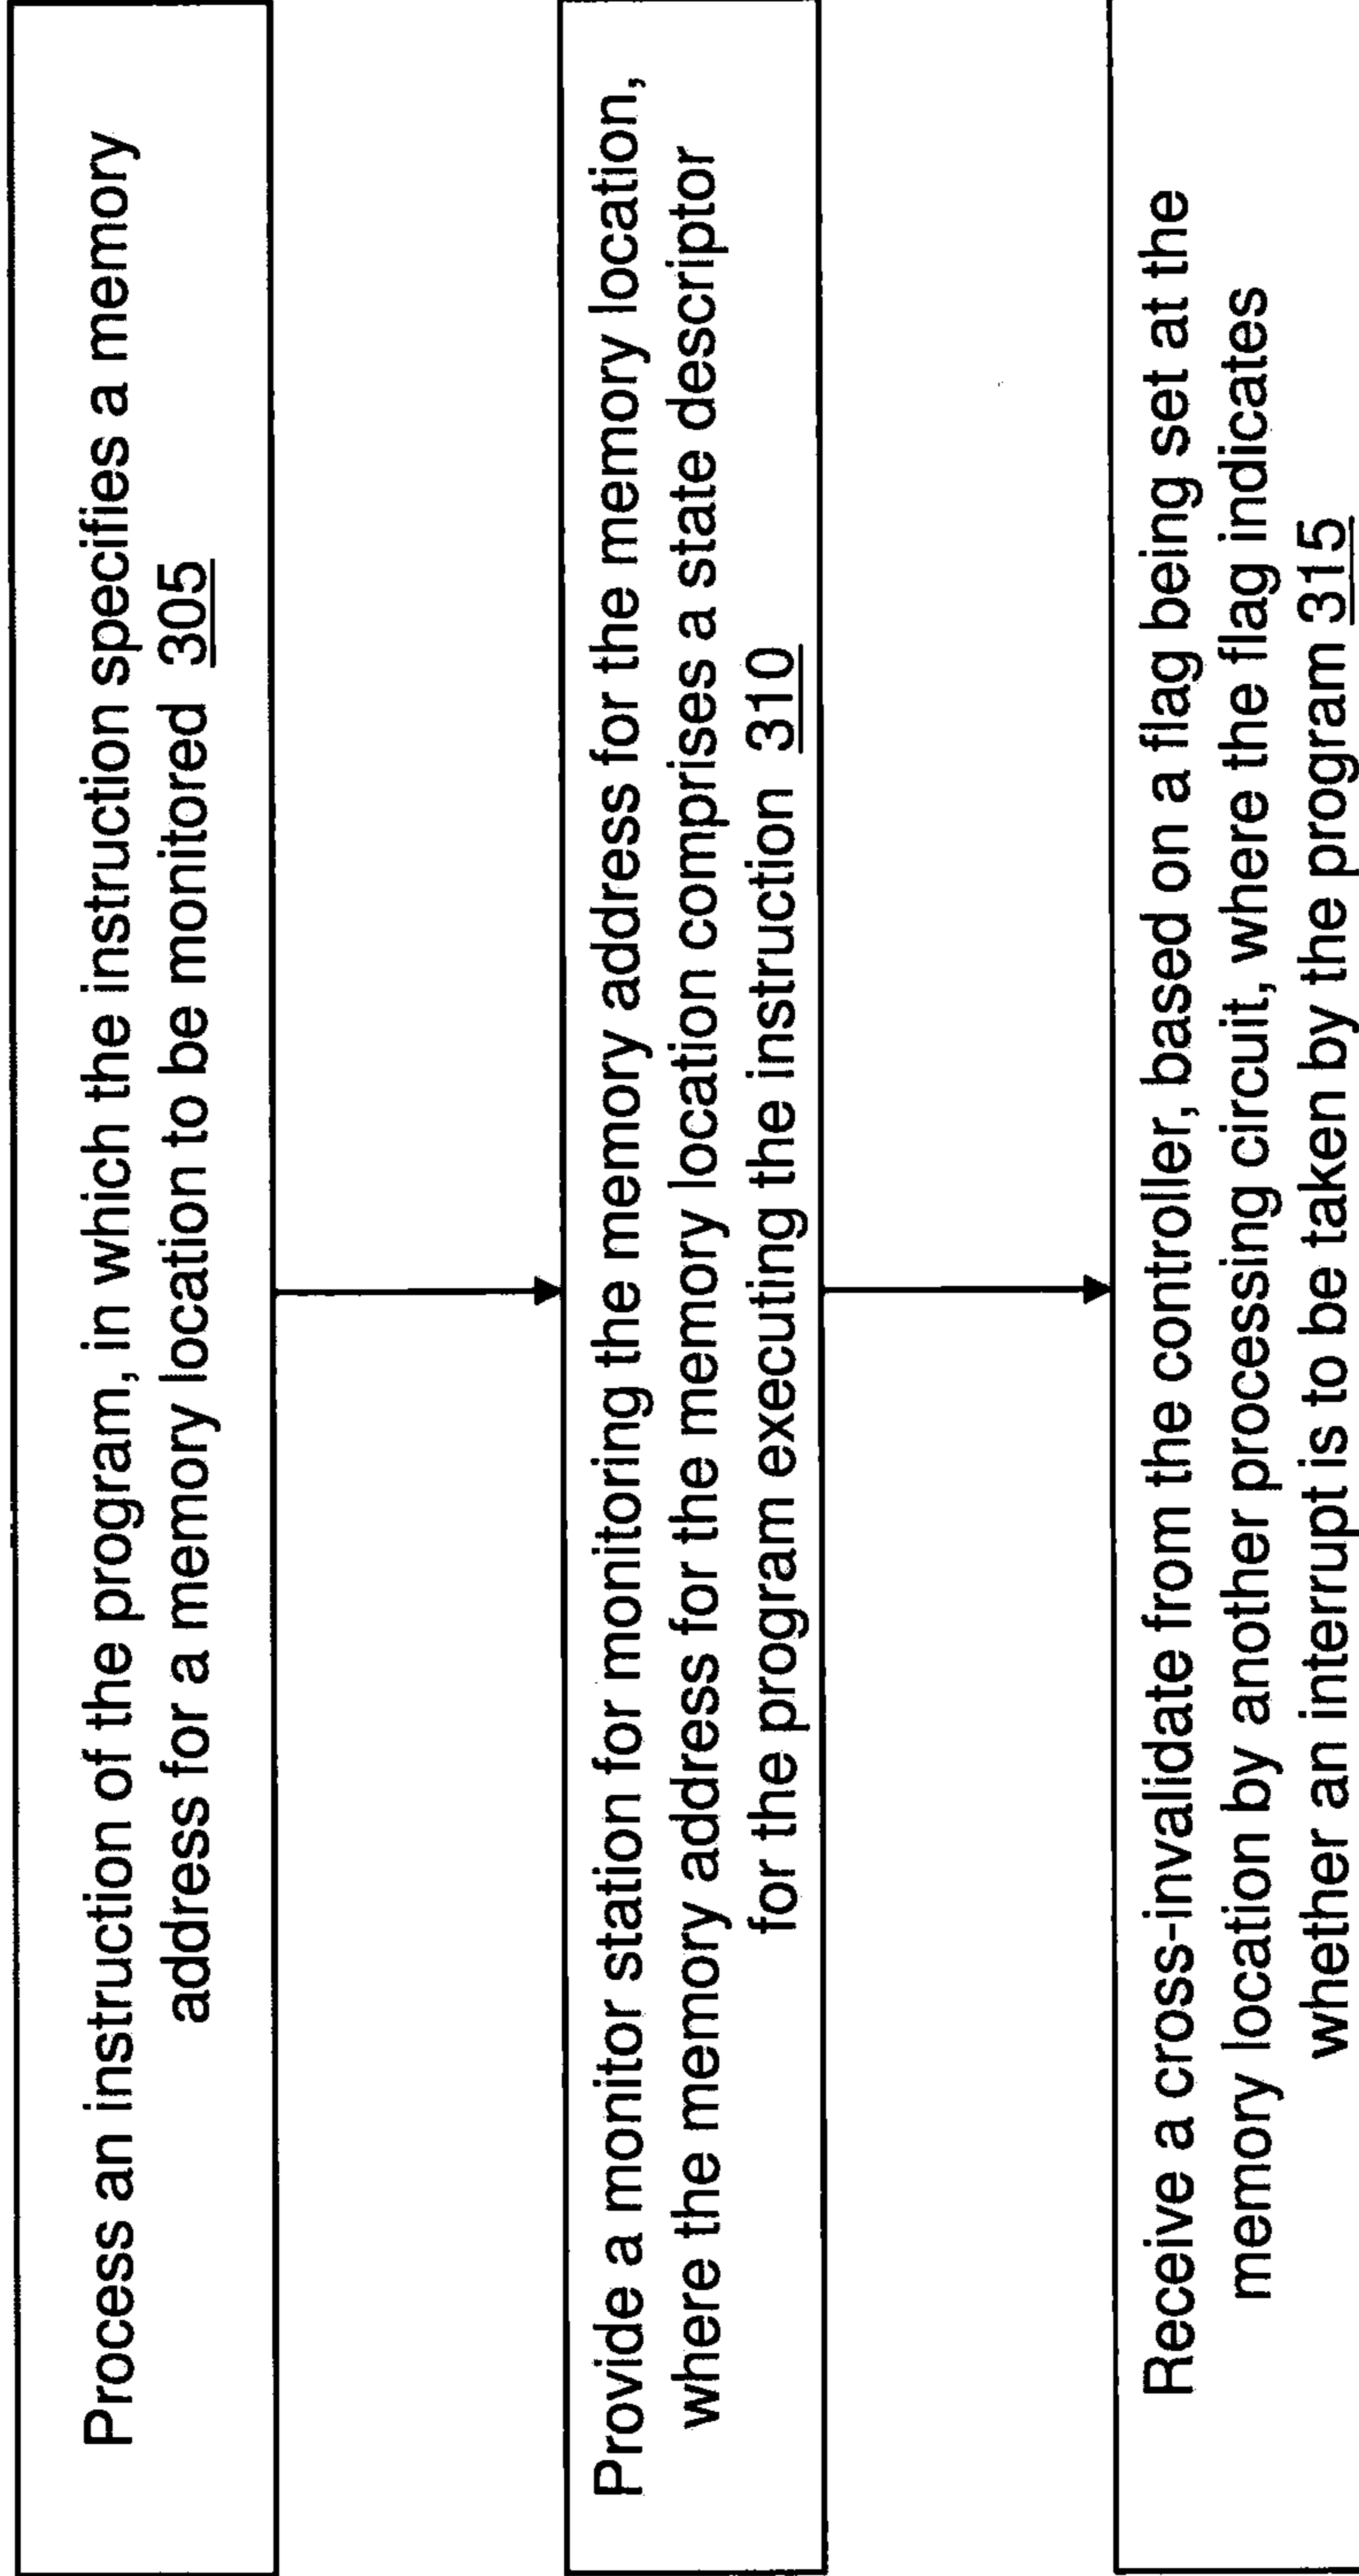 Process an instruction of the program, in which the instruction specifies a memory
address for a memory location to be monitored 305
Provide a monitor station for monitoring the memory address for the memory location,
where the memory address for the memory location comprises a state descriptor
for the program executing the instruction 310
Receive a cross-invalidate from the controller, based on a flag being set at the
memory location by another processing circuit, where the flag indicates
whether an interrupt is to be taken by the program 315